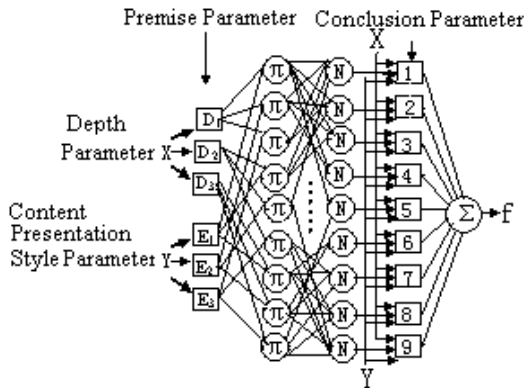 Premise Parameter
Conclusion Parameter
X
Depth
Parameter X
Content
Presentation
Style Parameter Y
D1
D2
D3
E1
E2
E3
π
π
π
π
π
π
π
π
π
N
N
N
N
N
N
N
N
N
1
2
3
4
5
6
7
8
9
Σ
f
Y